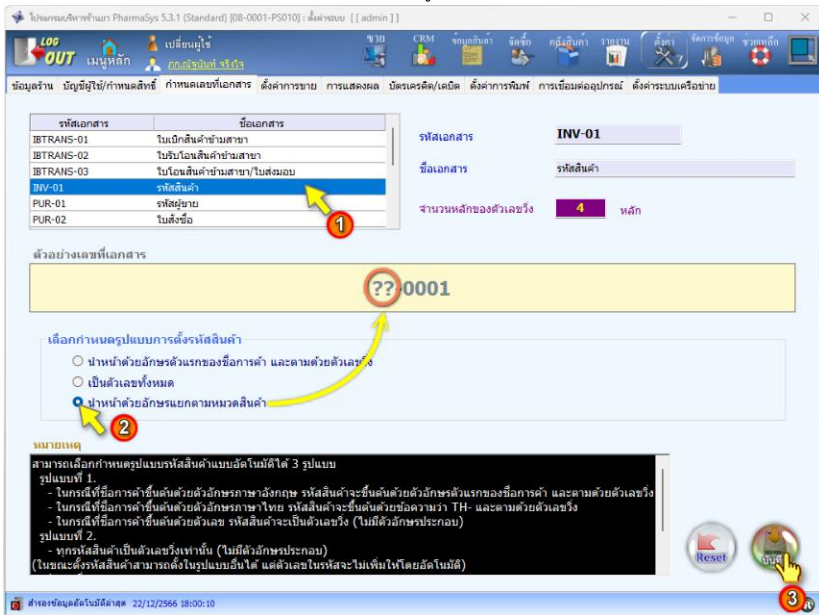 โปรแกรมบริหารร้านยา PharmaSys 5.3.1 (Standard) [08-0001-PS010] : ตั้งค่าระบบ [[ admin ]]
LOG OUT เมนูหลัก เปลี่ยนผู้ใช้ ขาย CRM ข้อมูลสินค้า จัดซื้อ คลังสินค้า รายงาน ตั้งค่า จัดการข้อมูล ช่วยเหลือ
ข้อมูลร้าน บัญชีผู้ใช้/กำหนดสิทธิ์ กำหนดเลขที่เอกสาร ตั้งค่าการขาย การแสดงผล บัตรเครดิต/เดบิต ตั้งค่าการพิมพ์ การเชื่อมต่ออุปกรณ์ ตั้งค่าระบบเครือข่าย
รหัสเอกสาร ชื่อเอกสาร
IBTRANS-01 ใบเบิกสินค้าข้ามสาขา
IBTRANS-02 ใบรับโอนสินค้าข้ามสาขา
IBTRANS-03 ใบโอนสินค้าข้ามสาขา/ใบส่งมอบ
INV-01 รหัสสินค้า
PUR-01 รหัสผู้ขาย
PUR-02 ใบสั่งซื้อ
1
รหัสเอกสาร INV-01
ชื่อเอกสาร รหัสสินค้า
จำนวนหลักของตัวเลขวิ่ง 4 หลัก
ตัวอย่างเลขที่เอกสาร
??-0001
เลือกกำหนดรูปแบบการตั้งรหัสสินค้า
นำหน้าด้วยอักษรตัวแรกของชื่อการค้า และตามด้วยตัวเลขวิ่ง
เป็นตัวเลขทั้งหมด
นำหน้าด้วยอักษรแยกตามหมวดสินค้า
2
หมายเหตุ
สามารถเลือกกำหนดรูปแบบรหัสสินค้าแบบอัตโนมัติได้ 3 รูปแบบ
รูปแบบที่ 1.
- ในกรณีที่ชื่อการค้าขึ้นต้นด้วยตัวอักษรภาษาอังกฤษ รหัสสินค้าจะขึ้นต้นด้วยตัวอักษรตัวแรกของชื่อการค้า และตามด้วยตัวเลขวิ่ง
- ในกรณีที่ชื่อการค้าขึ้นต้นด้วยตัวอักษรภาษาไทย รหัสสินค้าจะขึ้นต้นด้วยข้อความว่า TH- และตามด้วยตัวเลขวิ่ง
- ในกรณีที่ชื่อการค้าขึ้นต้นด้วยตัวเลข รหัสสินค้าจะเป็นตัวเลขวิ่ง (ไม่มีตัวอักษรประกอบ)
รูปแบบที่ 2.
- ทุกรหัสสินค้าเป็นตัวเลขวิ่งเท่านั้น (ไม่มีตัวอักษรประกอบ)
(ในขณะตั้งรหัสสินค้าสามารถตั้งในรูปแบบอื่นได้ แต่ตัวเลขในรหัสจะไม่เพิ่มให้โดยอัตโนมัติ)
Reset บันทึก
3
สำรองข้อมูลอัตโนมัติล่าสุด 22/12/2566 18:00:10